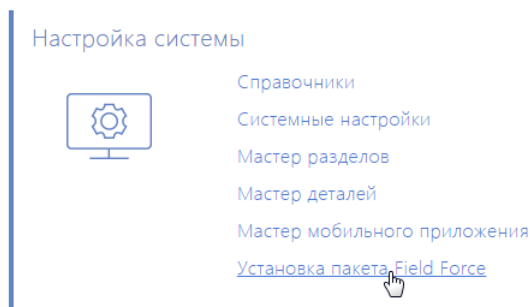 Настройка системы
Справочники
Системные настройки
Мастер разделов
Мастер деталей
Мастер мобильного приложения
Установка пакета Field Force